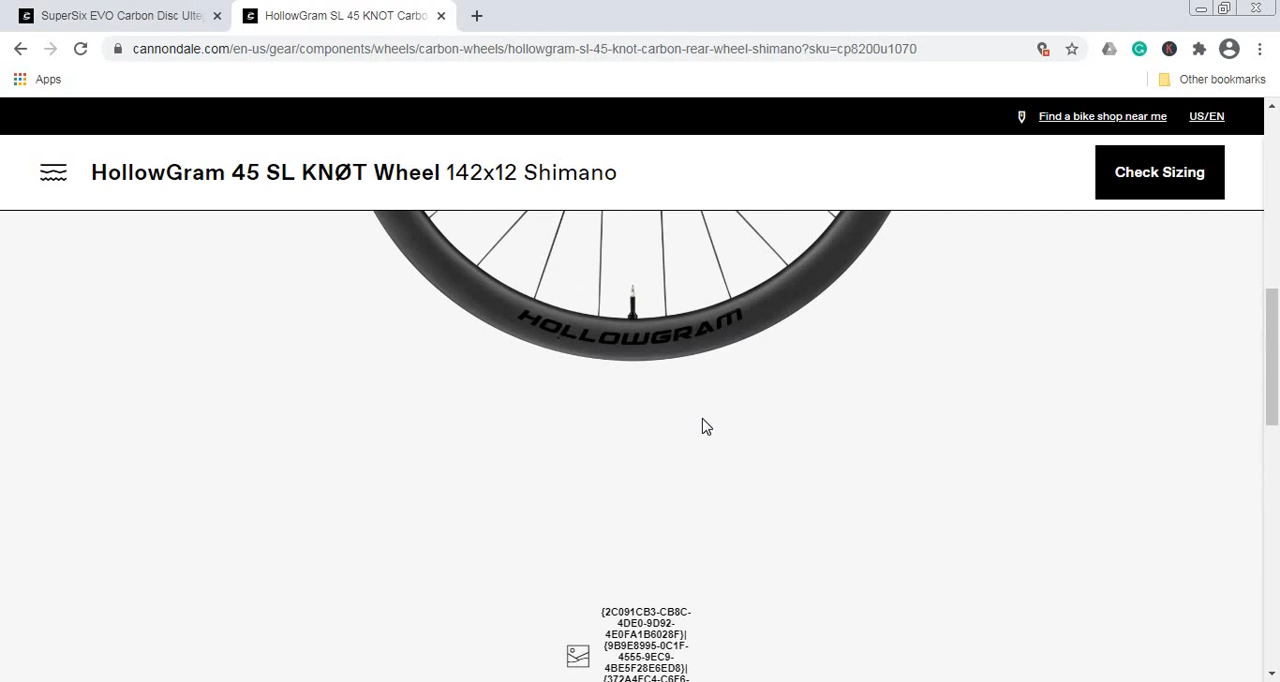 SuperSix EVO Carbon Disc Ulte
HollowGram SL 45 KNOT Carbo
cannondale.com/en-us/gear/components/wheels/carbon-wheels/hollowgram-sl-45-knot-carbon-rear-wheel-shimano?sku=cp8200u1070
Apps
Other bookmarks
Find a bike shop near me
US/EN
HollowGram 45 SL KNØT Wheel 142x12 Shimano
Check Sizing
HOLLOWGRAM
{2C091CB3-CB8C-
4DE0-9D92-
4E0FA1B6028F}|
{9B9E8995-0C1F-
4555-9EC9-
4BE5F28E6ED8}|
{372A4FC4-C6F6-